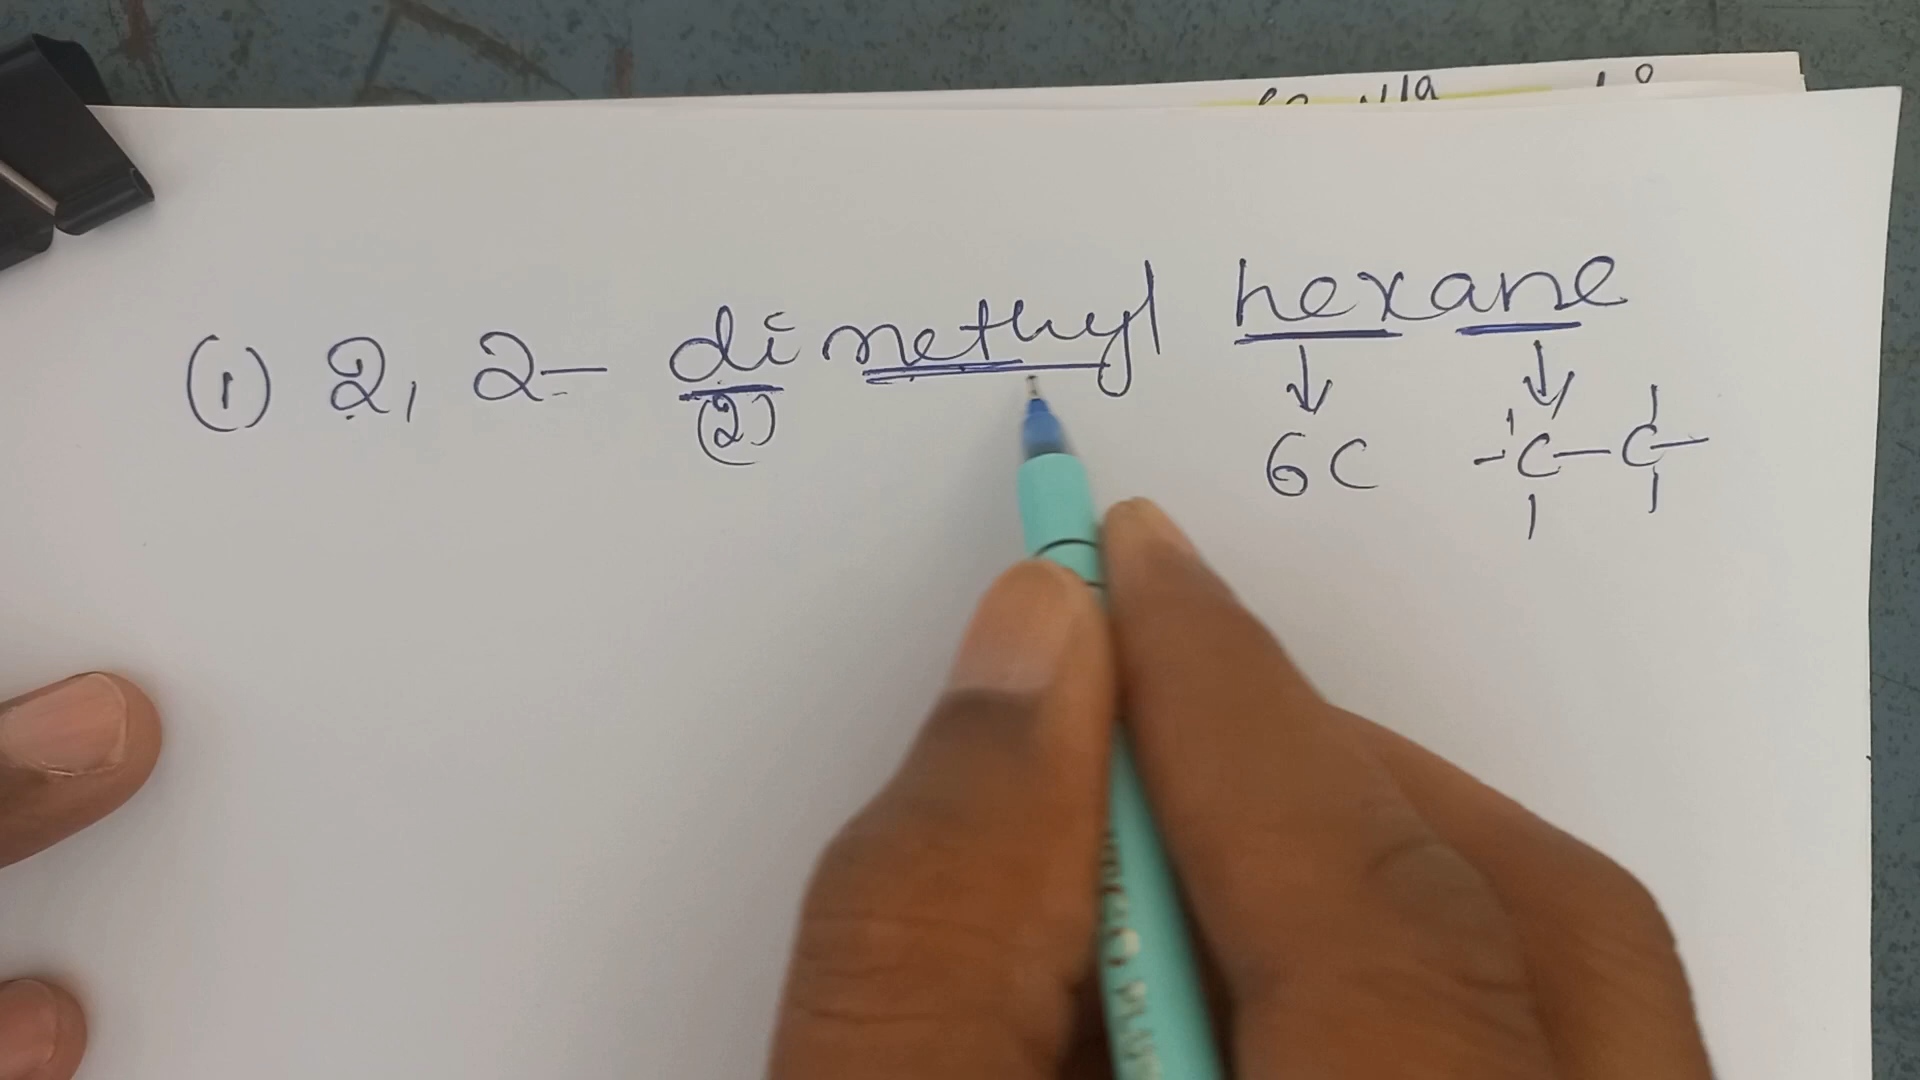 (1) 2, 2- dimethyl hexane
(2) 6C -C-C-